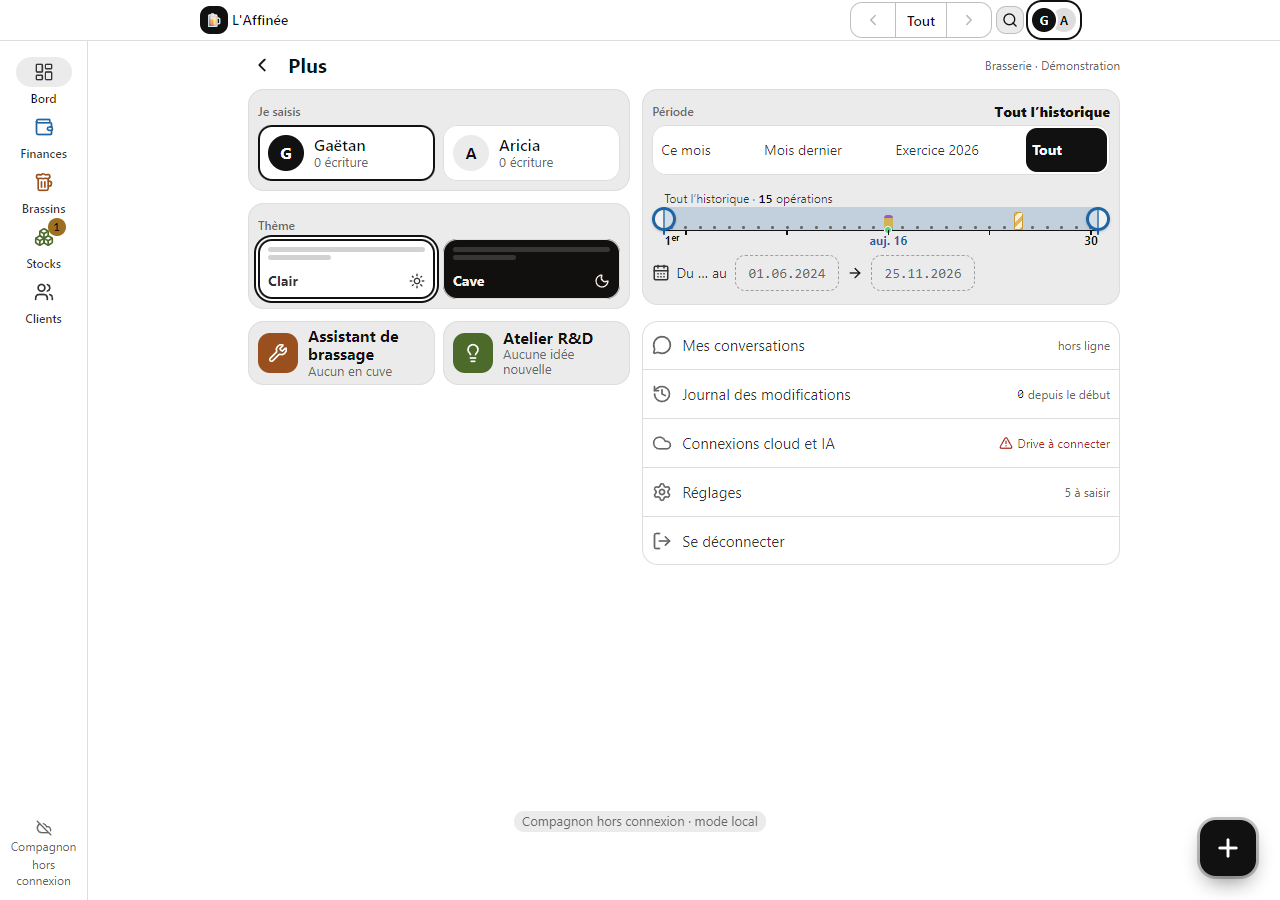 L'Affinée
Tout
G A
Bord
Finances
Brassins
1
Stocks
Clients
Compagnon
hors
connexion
Plus
Brasserie · Démonstration
Je saisis
G
Gaëtan
0 écriture
A
Aricia
0 écriture
Thème
Clair
Cave
Assistant de
brassage
Aucun en cuve
Atelier R&D
Aucune idée
nouvelle
Période
Tout l’historique
Ce mois
Mois dernier
Exercice 2026
Tout
Tout l’historique · 15 opérations
1er
auj. 16
30
Du … au
01.06.2024
→
25.11.2026
Mes conversations
hors ligne
Journal des modifications
0 depuis le début
Connexions cloud et IA
Drive à connecter
Réglages
5 à saisir
Se déconnecter
Compagnon hors connexion · mode local